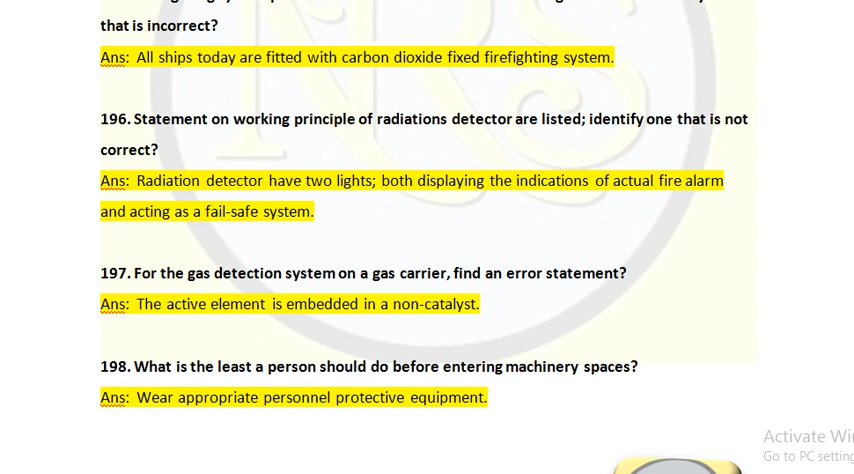 that is incorrect?
Ans: All ships today are fitted with carbon dioxide fixed firefighting system.
196. Statement on working principle of radiations detector are listed; identify one that is not
correct?
Ans: Radiation detector have two lights; both displaying the indications of actual fire alarm
and acting as a fail-safe system.
197. For the gas detection system on a gas carrier, find an error statement?
Ans: The active element is embedded in a non-catalyst.
198. What is the least a person should do before entering machinery spaces?
Ans: Wear appropriate personnel protective equipment.
Activate
Go to PC